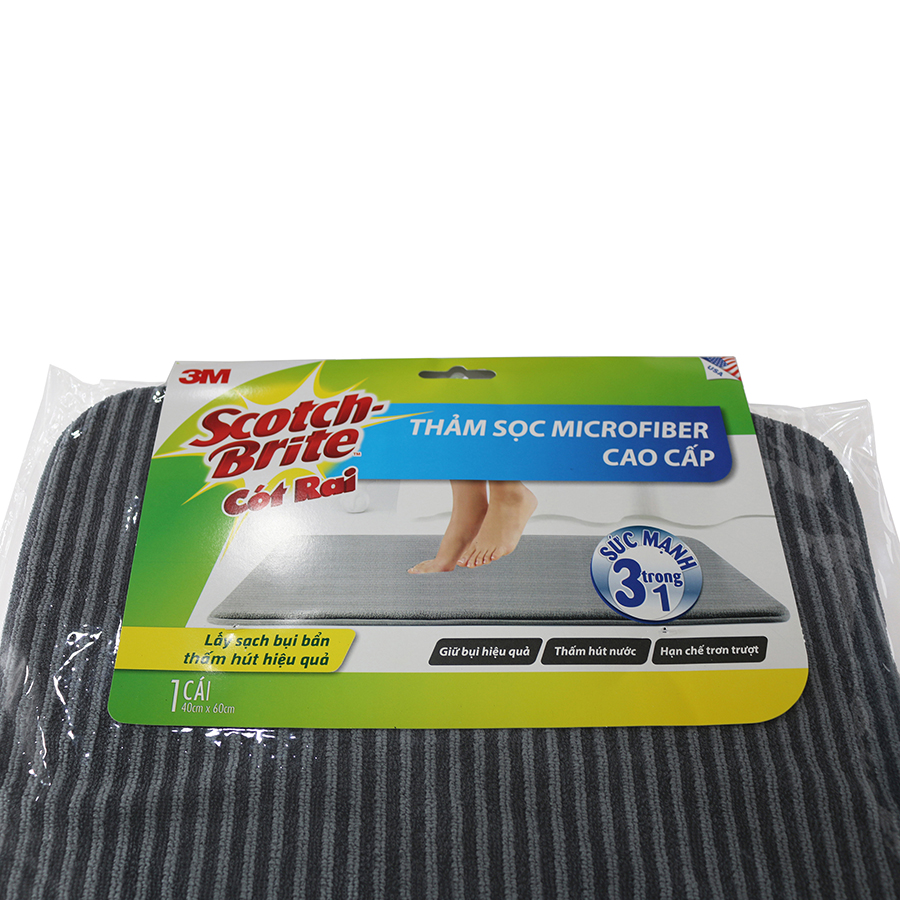 3M
USA
Scotch-
Brite™
Cót Rai
THẢM SỌC MICROFIBER
CAO CẤP
SỨC MẠNH
3 trong 1
Lấy sạch bụi bẩn
thấm hút hiệu quả
Giữ bụi hiệu quả
Thấm hút nước
Hạn chế trơn trượt
1 CÁI
40cm x 60cm